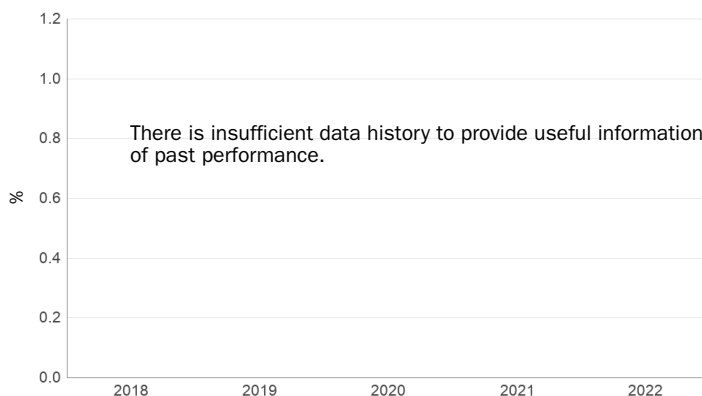 1.2
1.0
There is insufficient data history to provide useful information
0.8
of past performance.
%
0.6
0.4
0.2
0.0
2018 2019 2020 2021 2022